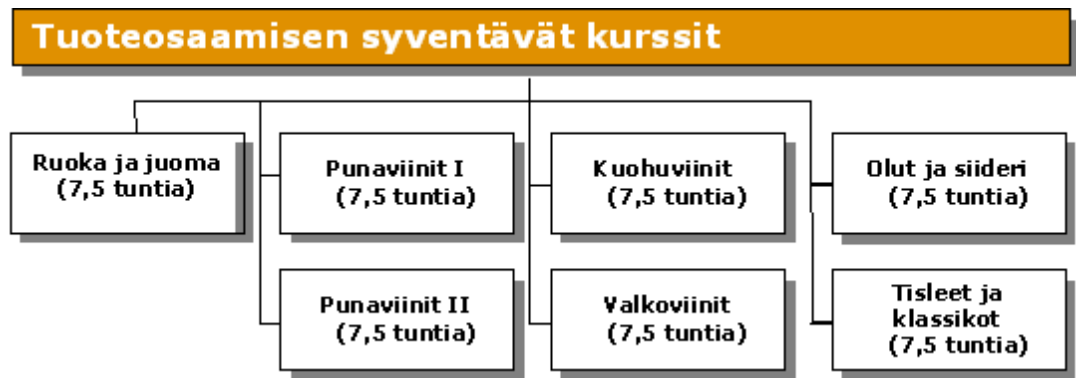 Tuoteosaamisen syventävät kurssit
Ruoka ja juoma
(7,5 tuntia)
Punaviinit I
(7,5 tuntia)
Kuohuviinit
(7,5 tuntia)
Olut ja siideri
(7,5 tuntia)
Punaviinit II
(7,5 tuntia)
Valkoviinit
(7,5 tuntia)
Tisleet ja
klassikot
(7,5 tuntia)